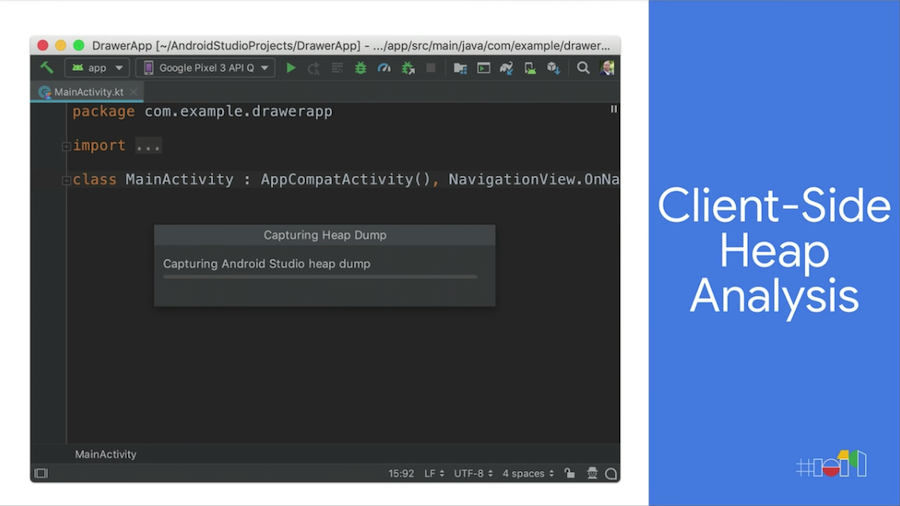 DrawerApp [~/AndroidStudioProjects/DrawerApp] - .../app/src/main/java/com/example/drawer...
app
Google Pixel 3 API Q
MainActivity.kt
package com.example.drawerapp
import ...
class MainActivity : AppCompatActivity(), NavigationView.OnNa
Capturing Heap Dump
Capturing Android Studio heap dump
MainActivity
15:92 LF UTF-8 4 spaces
Client-Side
Heap
Analysis
#io19